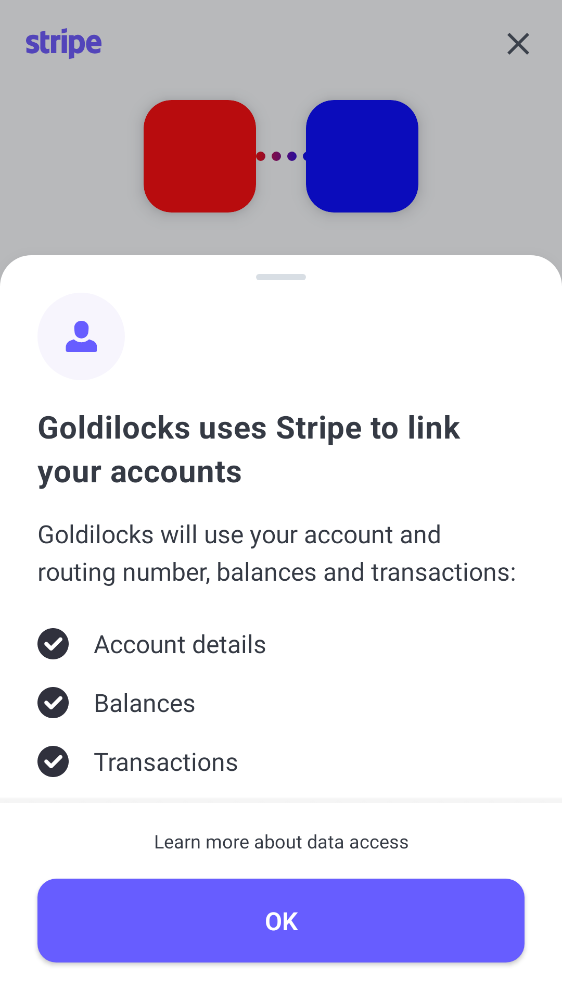 stripe
Goldilocks uses Stripe to link
your accounts
Goldilocks will use your account and
routing number, balances and transactions:
Account details
Balances
Transactions
Learn more about data access
OK